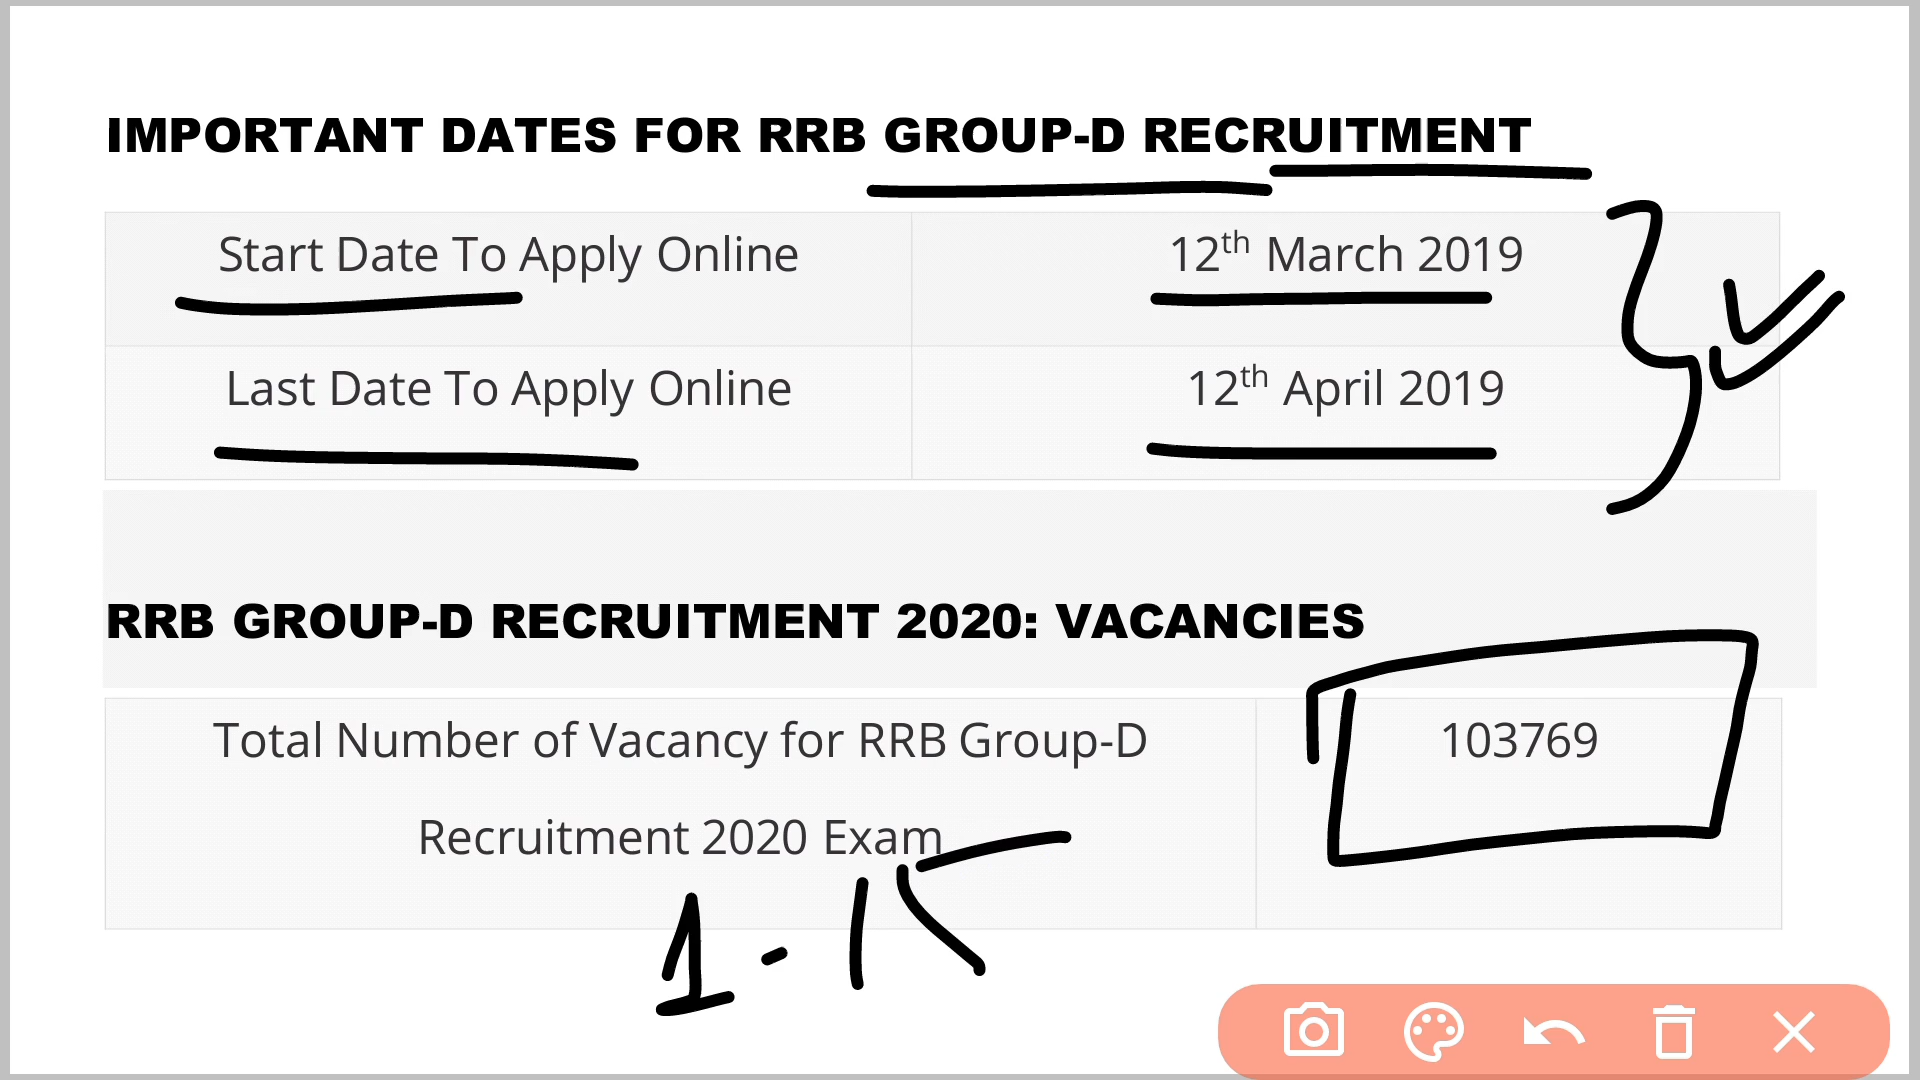 IMPORTANT DATES FOR RRB GROUP-D RECRUITMENT
Start Date To Apply Online 12th March 2019
Last Date To Apply Online 12th April 2019
RRB GROUP-D RECRUITMENT 2020: VACANCIES
Total Number of Vacancy for RRB Group-D 103769
Recruitment 2020 Exam